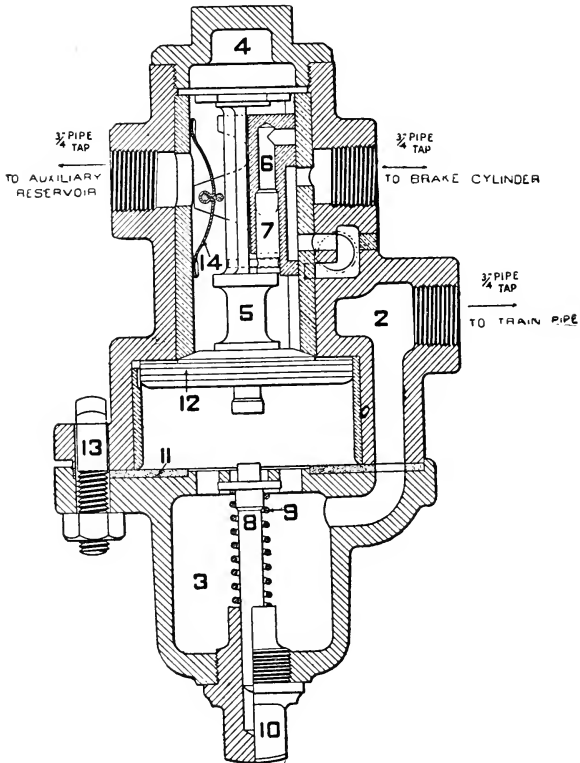 4
3/4" PIPE TAP
TO AUXILIARY
RESERVOIR
3/4" PIPE TAP
TO BRAKE CYLINDER
6
7
14
5
2
3/4" PIPE TAP
TO TRAIN PIPE
12
13
11
8
9
3
10